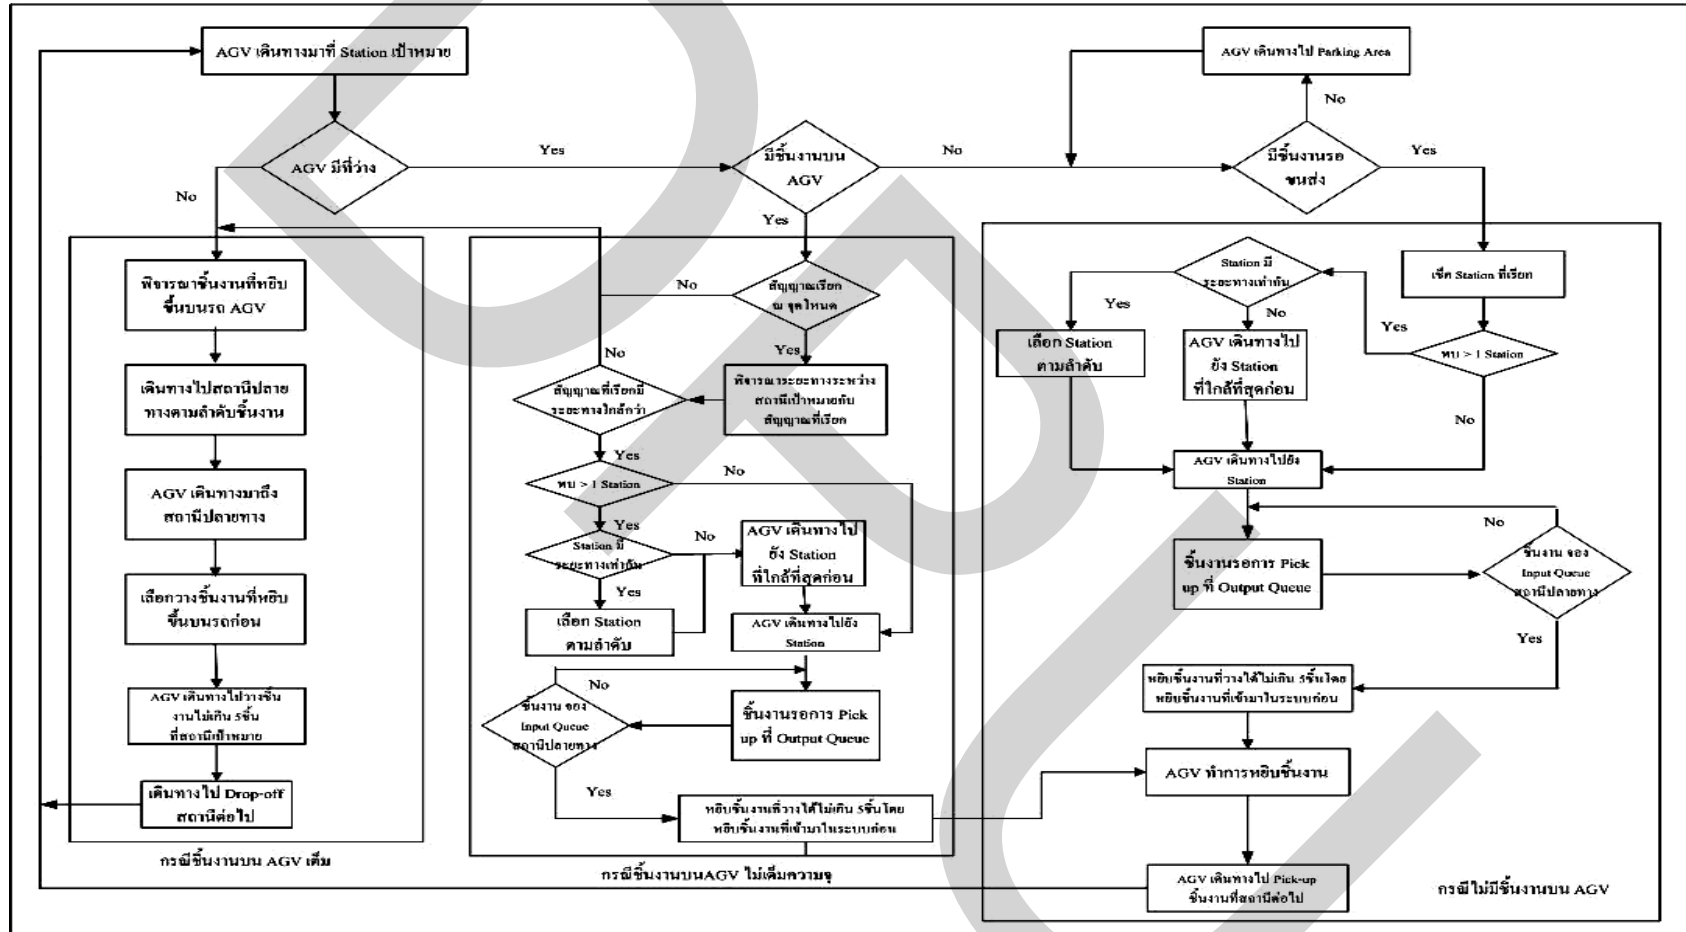 AGV เดินทางมาที่ Station เป้าหมาย
AGV เดินทางไป Parking Area
No
AGV มีที่ว่าง
Yes
มีชิ้นงานบน
AGV
No
มีชิ้นงานรอ
ขนส่ง
Yes
No
Yes
พิจารณาชิ้นงานที่หยิบ
ขึ้นบนรถ AGV
เดินทางไปสถานีปลาย
ทางตามลำดับชิ้นงาน
AGV เดินทางมาถึง
สถานีปลายทาง
เลือกวางชิ้นงานที่หยิบ
ขึ้นบนรถก่อน
AGV เดินทางไปวางชิ้น
งานไม่เกิน 5ชิ้น
ที่สถานีเป้าหมาย
เดินทางไป Drop-off
สถานีต่อไป
กรณีชิ้นงานบน AGV เต็ม
สัญญาณเรียก
ณ จุดโหนด
No
Yes
พิจารณาระยะทางระหว่าง
สถานีเป้าหมายกับ
สัญญาณที่เรียก
No
สัญญาณที่เรียกมี
ระยะทางใกล้กว่า
Yes
พบ > 1 Station
No
Yes
Station มี
ระยะทางเท่ากัน
No
AGV เดินทางไป
ยัง Station
ที่ใกล้ที่สุดก่อน
Yes
เลือก Station
ตามลำดับ
AGV เดินทางไปยัง
Station
No
ชิ้นงาน จอง
Input Queue
สถานีปลายทาง
ชิ้นงานรอการ Pick
up ที่ Output Queue
Yes
หยิบชิ้นงานที่วางได้ไม่เกิน 5ชิ้นโดย
หยิบชิ้นงานที่เข้ามาในระบบก่อน
กรณีชิ้นงานบนAGV ไม่เต็มความจุ
เช็ค Station ที่เรียก
Station มี
ระยะทางเท่ากัน
Yes
No
Yes
พบ > 1 Station
เลือก Station
ตามลำดับ
AGV เดินทางไป
ยัง Station
ที่ใกล้ที่สุดก่อน
No
AGV เดินทางไปยัง
Station
No
ชิ้นงานรอการ Pick
up ที่ Output Queue
ชิ้นงาน จอง
Input Queue
สถานีปลายทาง
Yes
หยิบชิ้นงานที่วางได้ไม่เกิน 5ชิ้นโดย
หยิบชิ้นงานที่เข้ามาในระบบก่อน
AGV ทำการหยิบชิ้นงาน
AGV เดินทางไป Pick-up
ชิ้นงานที่สถานีต่อไป
กรณีไม่มีชิ้นงานบน AGV